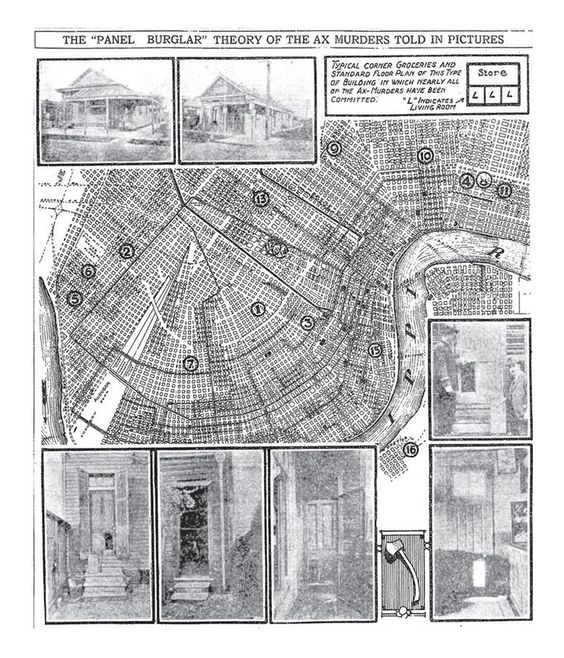 THE "PANEL BURGLAR" THEORY OF THE AX MURDERS TOLD IN PICTURES
TYPICAL CORNER GROCERIES AND
STANDARD FLOOR PLAN OF THIS TYPE
OF BUILDING IN WHICH NEARLY ALL
OF THE AX-MURDERS HAVE BEEN
COMMITTED.
"L" INDICATES
LIVING ROOM
Store
L L L
9
10
4
11
13
2
6
5
1
3
7
15
16
R
I P P I